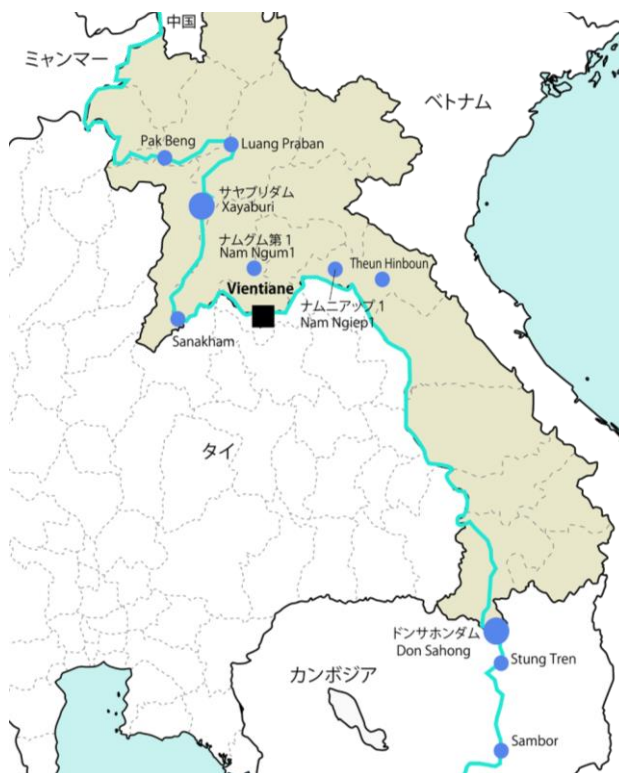 中国
ミャンマー
ベトナム
Pak Beng
Luang Praban
サヤブリダム
Xayaburi
ナムグム第 1
Nam Ngum1
Theun Hinboun
Vientiane
ナムニアップ 1
Nam Ngiep1
Sanakham
タイ
ドンサホンダム
Don Sahong
Stung Tren
カンボジア
Sambor